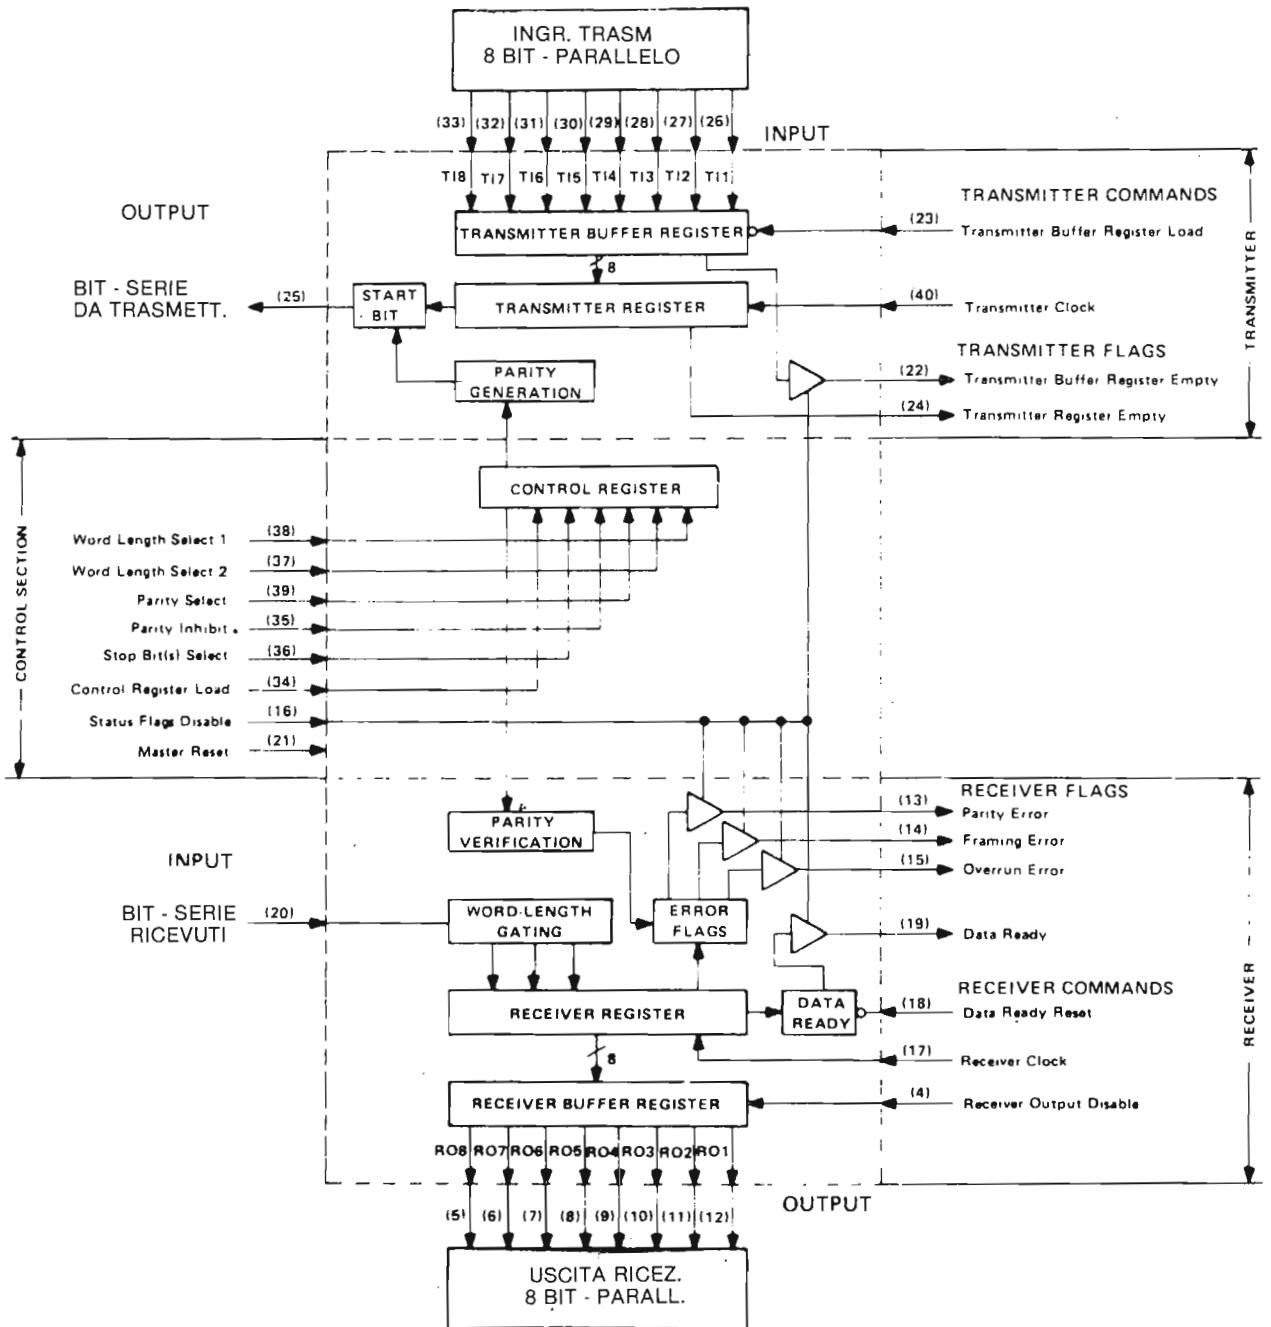 INGR. TRASM
8 BIT - PARALLELO
(33) (32) (31) (30) (29) (28) (27) (26)
INPUT
TI8 TI7 TI6 TI5 TI4 TI3 TI2 TI1
OUTPUT
TRANSMITTER COMMANDS
TRANSMITTER BUFFER REGISTER
(23)
Transmitter Buffer Register Load
8
BIT - SERIE
DA TRASMETT.
(25)
START
BIT
TRANSMITTER REGISTER
(40)
Transmitter Clock
TRANSMITTER
TRANSMITTER FLAGS
PARITY
GENERATION
(22)
Transmitter Buffer Register Empty
(24)
Transmitter Register Empty
CONTROL SECTION
CONTROL REGISTER
Word Length Select 1
(38)
Word Length Select 2
(37)
Parity Select
(39)
Parity Inhibit
(35)
Stop Bit(s) Select
(36)
Control Register Load
(34)
Status Flags Disable
(16)
Master Reset
(21)
RECEIVER FLAGS
(13)
Parity Error
PARITY
VERIFICATION
(14)
Framing Error
INPUT
(15)
Overrun Error
BIT - SERIE
RICEVUTI
(20)
WORD-LENGTH
GATING
ERROR
FLAGS
(19)
Data Ready
RECEIVER
RECEIVER COMMANDS
RECEIVER REGISTER
DATA
READY
(18)
Data Ready Reset
8
(17)
Receiver Clock
RECEIVER BUFFER REGISTER
(4)
Receiver Output Disable
RO8 RO7 RO6 RO5 RO4 RO3 RO2 RO1
OUTPUT
(5) (6) (7) (8) (9) (10) (11) (12)
USCITA RICEZ.
8 BIT - PARALL.